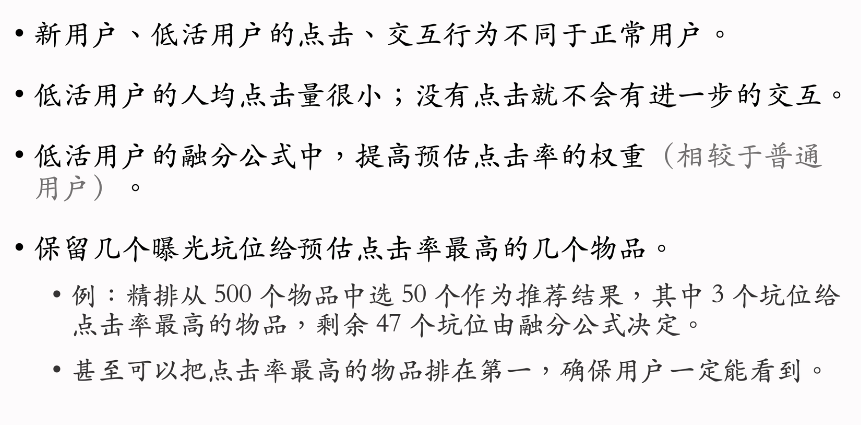 • 新用户、低活用户的点击、交互行为不同于正常用户。
• 低活用户的人均点击量很小；没有点击就不会有进一步的交互。
• 低活用户的融分公式中，提高预估点击率的权重（相较于普通
用户）。
• 保留几个曝光坑位给预估点击率最高的几个物品。
• 例：精排从 500 个物品中选 50 个作为推荐结果，其中 3 个坑位给
点击率最高的物品，剩余 47 个坑位由融分公式决定。
• 甚至可以把点击率最高的物品排在第一，确保用户一定能看到。